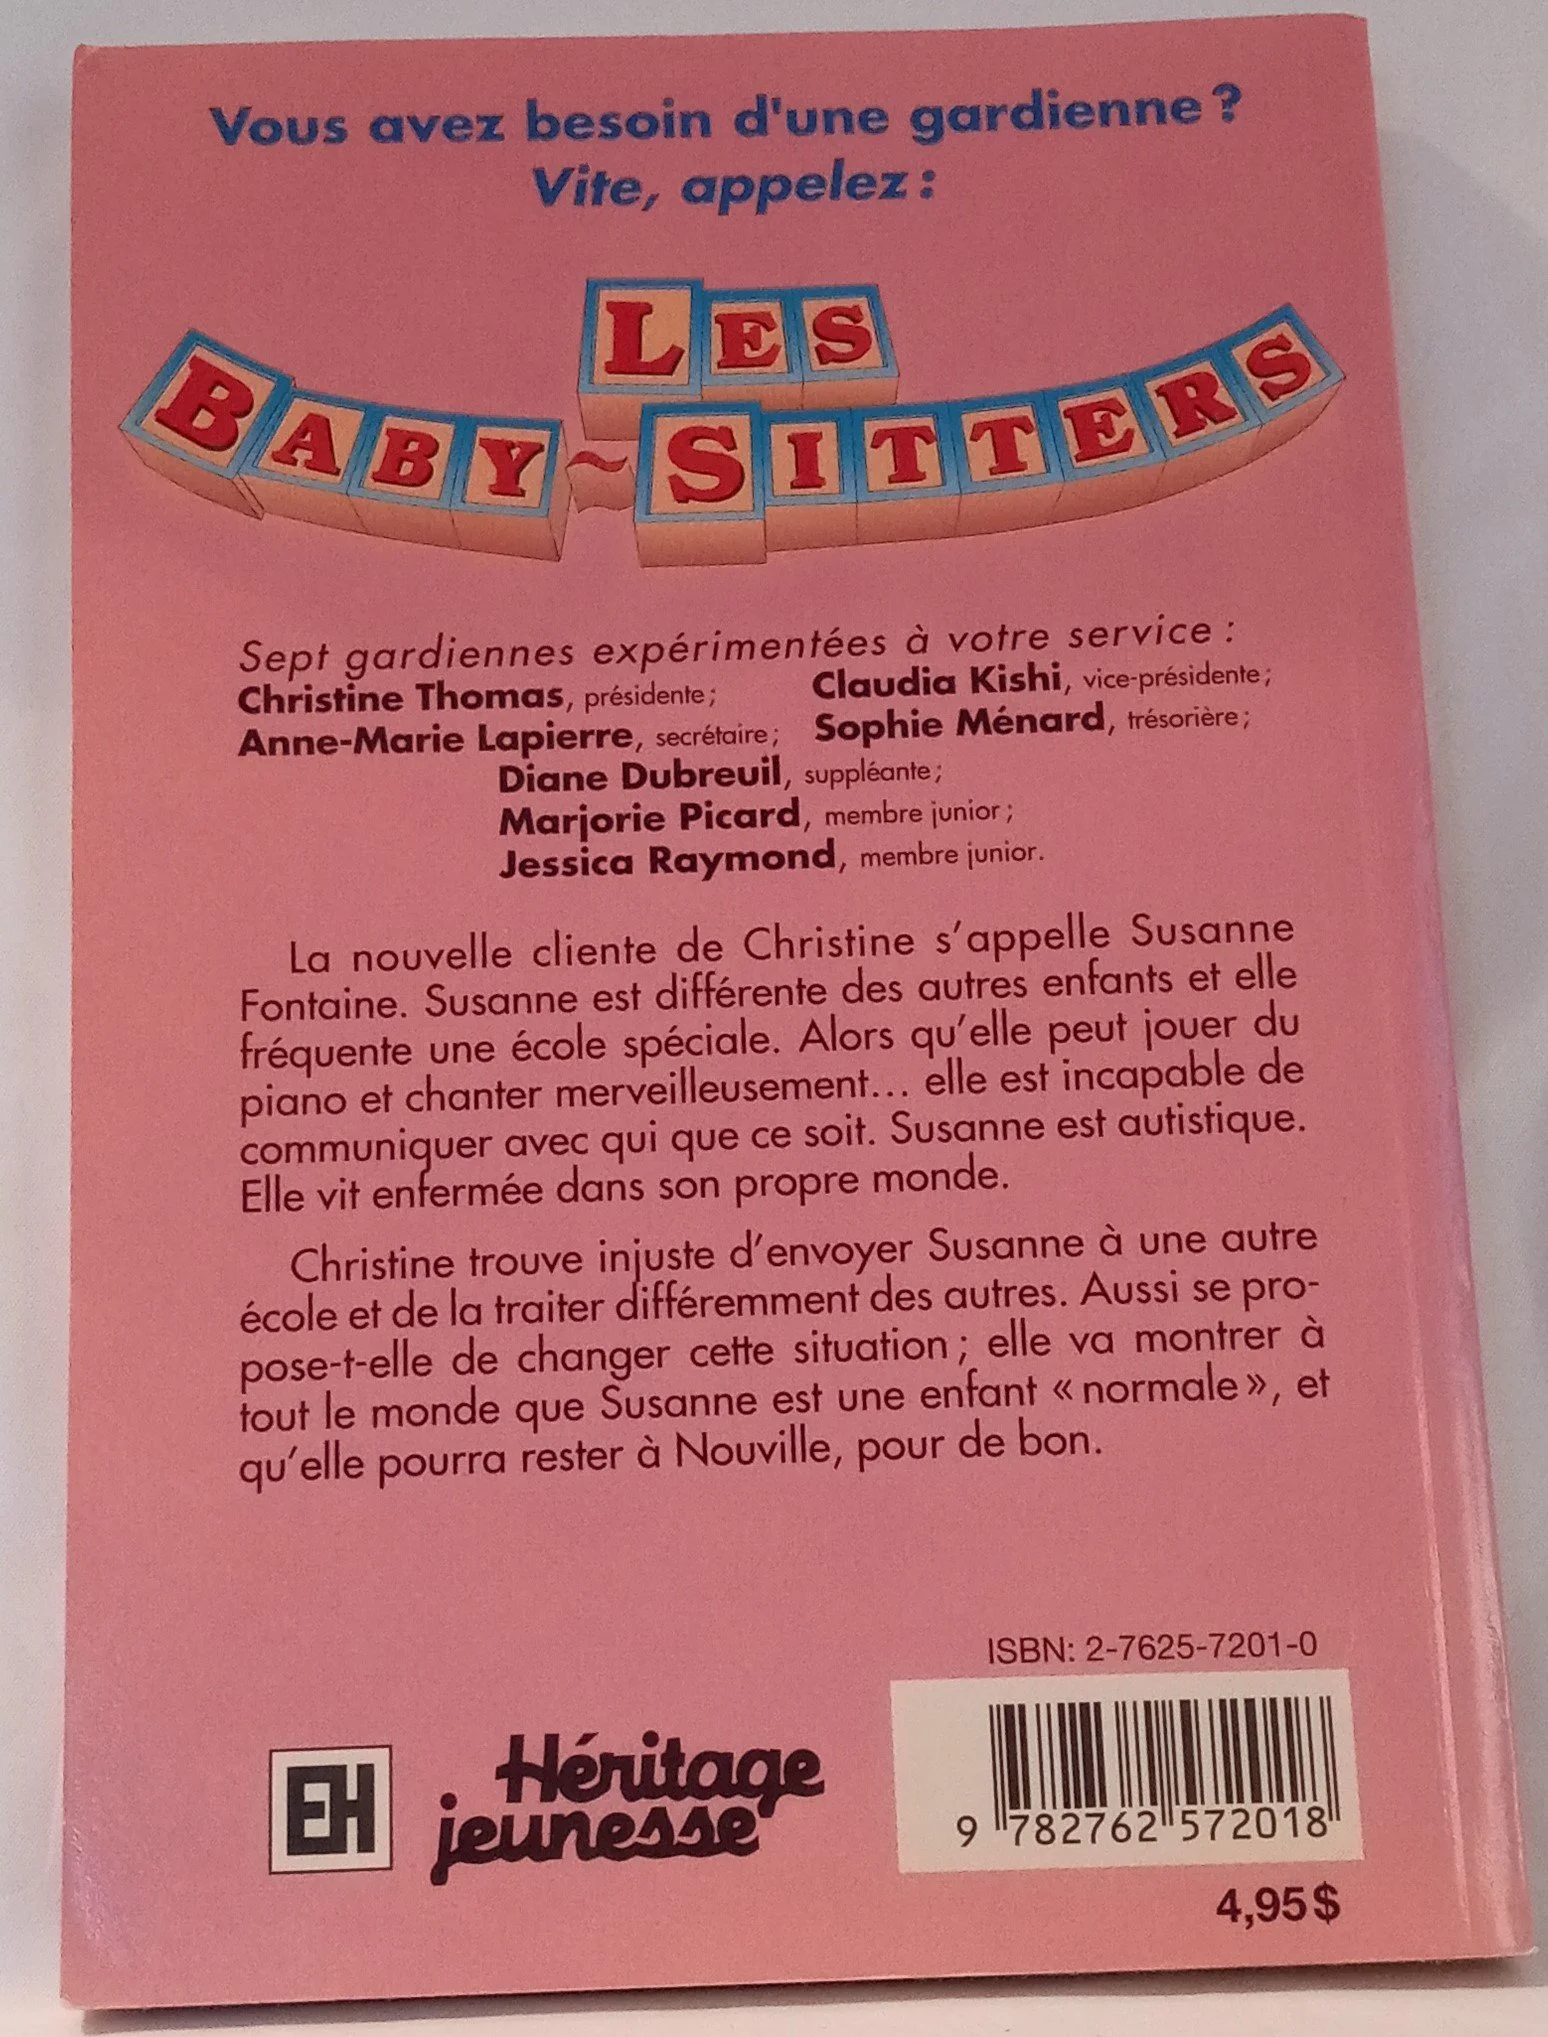 Vous avez besoin d'une gardienne ?
Vite, appelez :
LES
BABY~SITTERS
Sept gardiennes expérimentées à votre service :
Christine Thomas, présidente ; Claudia Kishi, vice-présidente ;
Anne-Marie Lapierre, secrétaire ; Sophie Ménard, trésorière ;
Diane Dubreuil, suppléante ;
Marjorie Picard, membre junior ;
Jessica Raymond, membre junior.
La nouvelle cliente de Christine s'appelle Susanne
Fontaine. Susanne est différente des autres enfants et elle
fréquente une école spéciale. Alors qu'elle peut jouer du
piano et chanter merveilleusement... elle est incapable de
communiquer avec qui que ce soit. Susanne est autistique.
Elle vit enfermée dans son propre monde.
Christine trouve injuste d'envoyer Susanne à une autre
école et de la traiter différemment des autres. Aussi se pro-
pose-t-elle de changer cette situation ; elle va montrer à
tout le monde que Susanne est une enfant « normale », et
qu'elle pourra rester à Nouville, pour de bon.
ISBN: 2-7625-7201-0
EH
Héritage
jeunesse
9 782762 572018
4,95 $